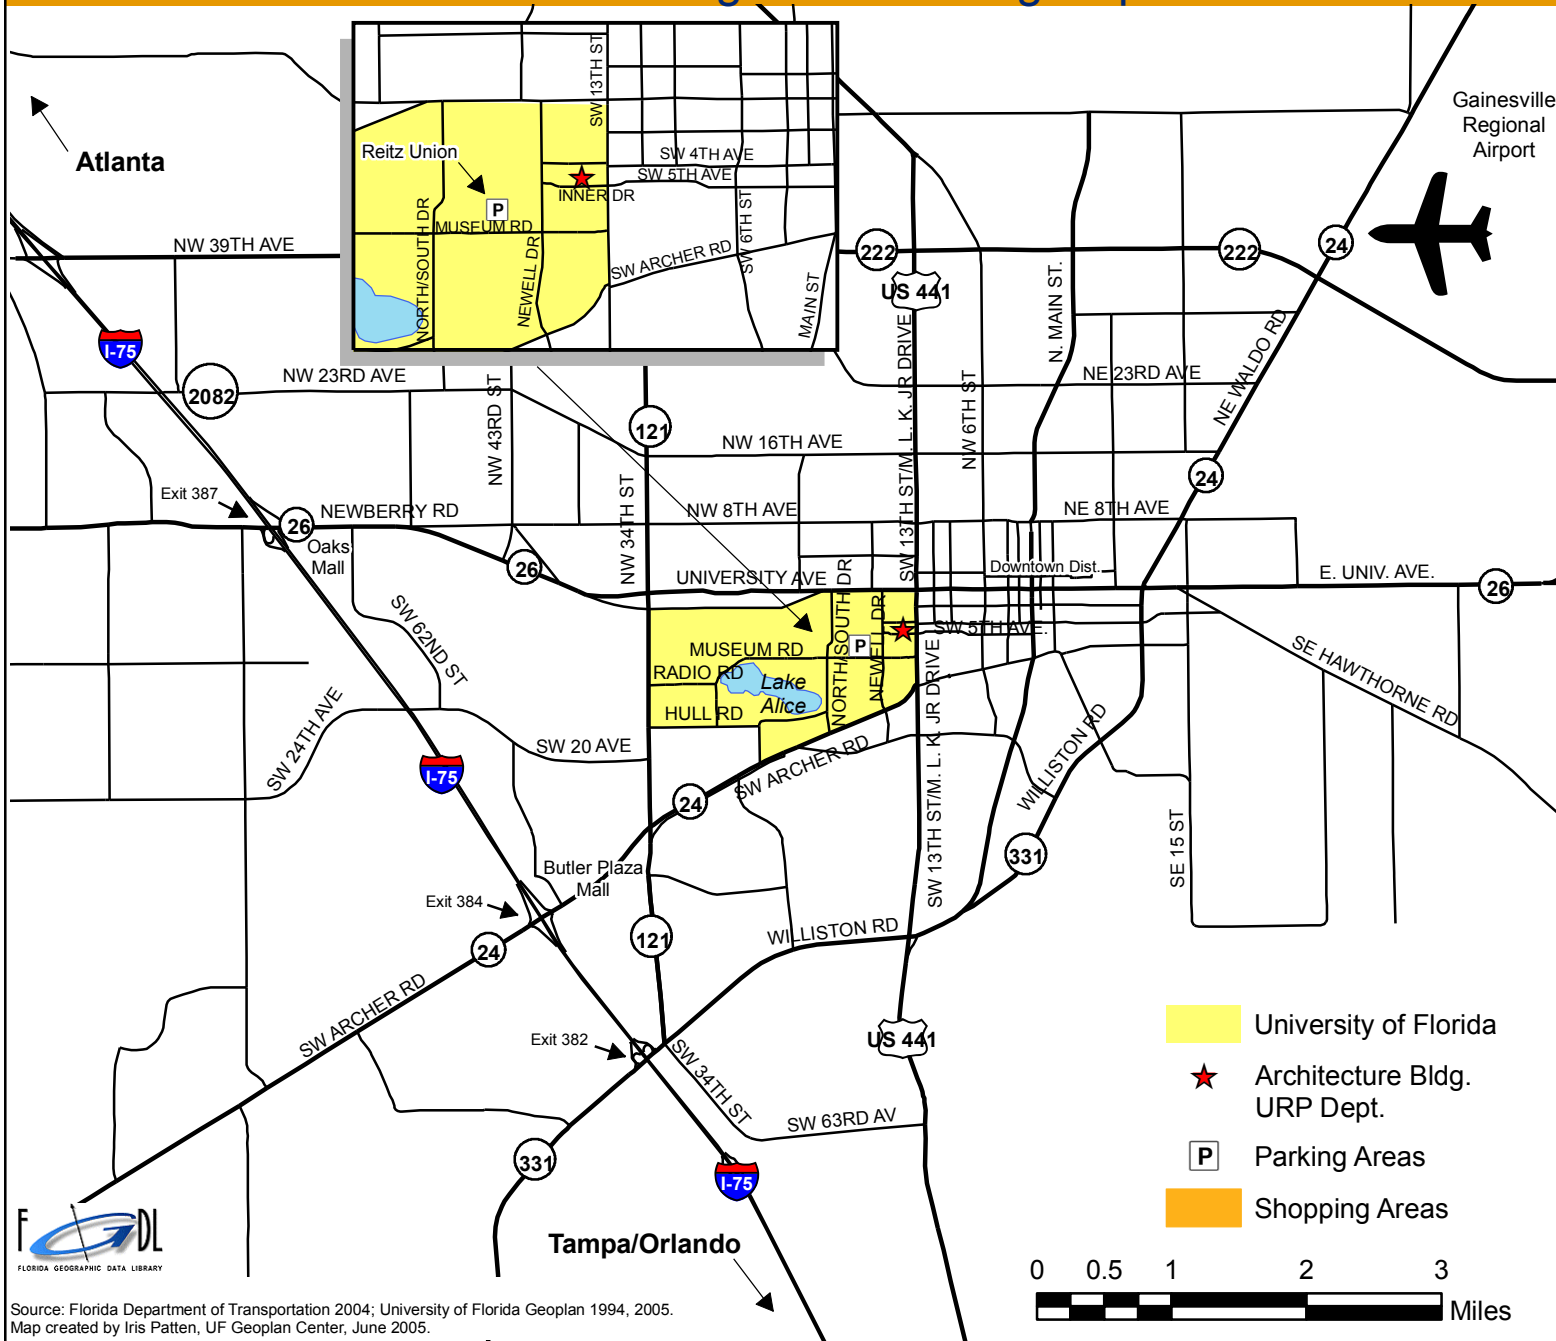 SW 13TH ST
Reitz Union
SW 4TH AVE
SW 5TH AVE
INNER DR
P
MUSEUM RD
NORTH/SOUTH DR
NEWELL DR
SW 6TH ST
SW ARCHER RD
MAIN ST
Atlanta
Gainesville
Regional
Airport
NW 39TH AVE
222
222
24
US 441
I-75
N. MAIN ST.
NW 23RD AVE
2082
NE 23RD AVE
NE WALDO RD
NW 43RD ST
121
NW 16TH AVE
NW 6TH ST
SW 13TH ST/M. L. K. JR DRIVE
24
Exit 387
26
NEWBERRY RD
NW 34TH ST
NW 8TH AVE
NE 8TH AVE
Oaks
Mall
26
UNIVERSITY AVE
Downtown Dist.
E. UNIV. AVE.
26
SW 62ND ST
NORTH/SOUTH DR
NEWELL DR
SW 5TH AVE.
MUSEUM RD
P
RADIO RD
Lake
Alice
HULL RD
SE HAWTHORNE RD
SW 24TH AVE
SW 20 AVE
I-75
SW ARCHER RD
24
SW 13TH ST/M. L. K. JR DRIVE
WILLISTON RD
331
SE 15 ST
Butler Plaza
Mall
Exit 384
24
121
WILLISTON RD
SW ARCHER RD
Exit 382
SW 34TH ST
US 441
SW 63RD AV
331
I-75
Tampa/Orlando
University of Florida
Architecture Bldg.
URP Dept.
P
Parking Areas
Shopping Areas
0 0.5 1 2 3
Miles
F DL
FLORIDA GEOGRAPHIC DATA LIBRARY
Source: Florida Department of Transportation 2004; University of Florida Geoplan 1994, 2005.
Map created by Iris Patten, UF Geoplan Center, June 2005.